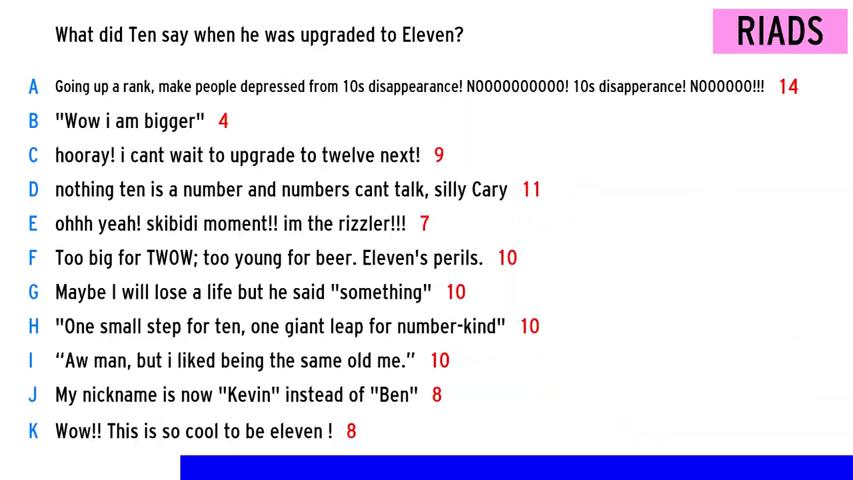 What did Ten say when he was upgraded to Eleven?
RIADS
A Going up a rank, make people depressed from 10s disappearance! NOOOOOOOOOO! 10s disapperance! NOOOOOO!!! 14
B "Wow i am bigger" 4
C hooray! i cant wait to upgrade to twelve next! 9
D nothing ten is a number and numbers cant talk, silly Cary 11
E ohhh yeah! skibidi moment!! im the rizzler!!! 7
F Too big for TWOW; too young for beer. Eleven's perils. 10
G Maybe I will lose a life but he said "something" 10
H "One small step for ten, one giant leap for number-kind" 10
I “Aw man, but i liked being the same old me.” 10
J My nickname is now "Kevin" instead of "Ben" 8
K Wow!! This is so cool to be eleven ! 8